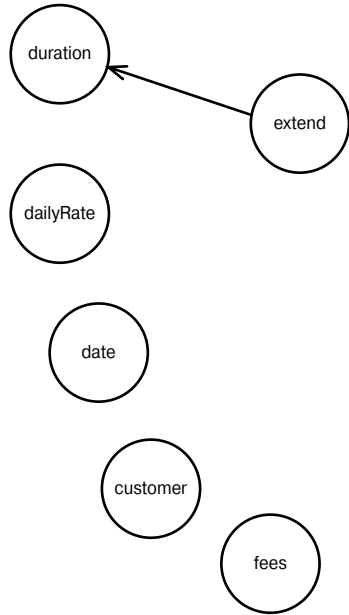 duration
extend
dailyRate
date
customer
fees